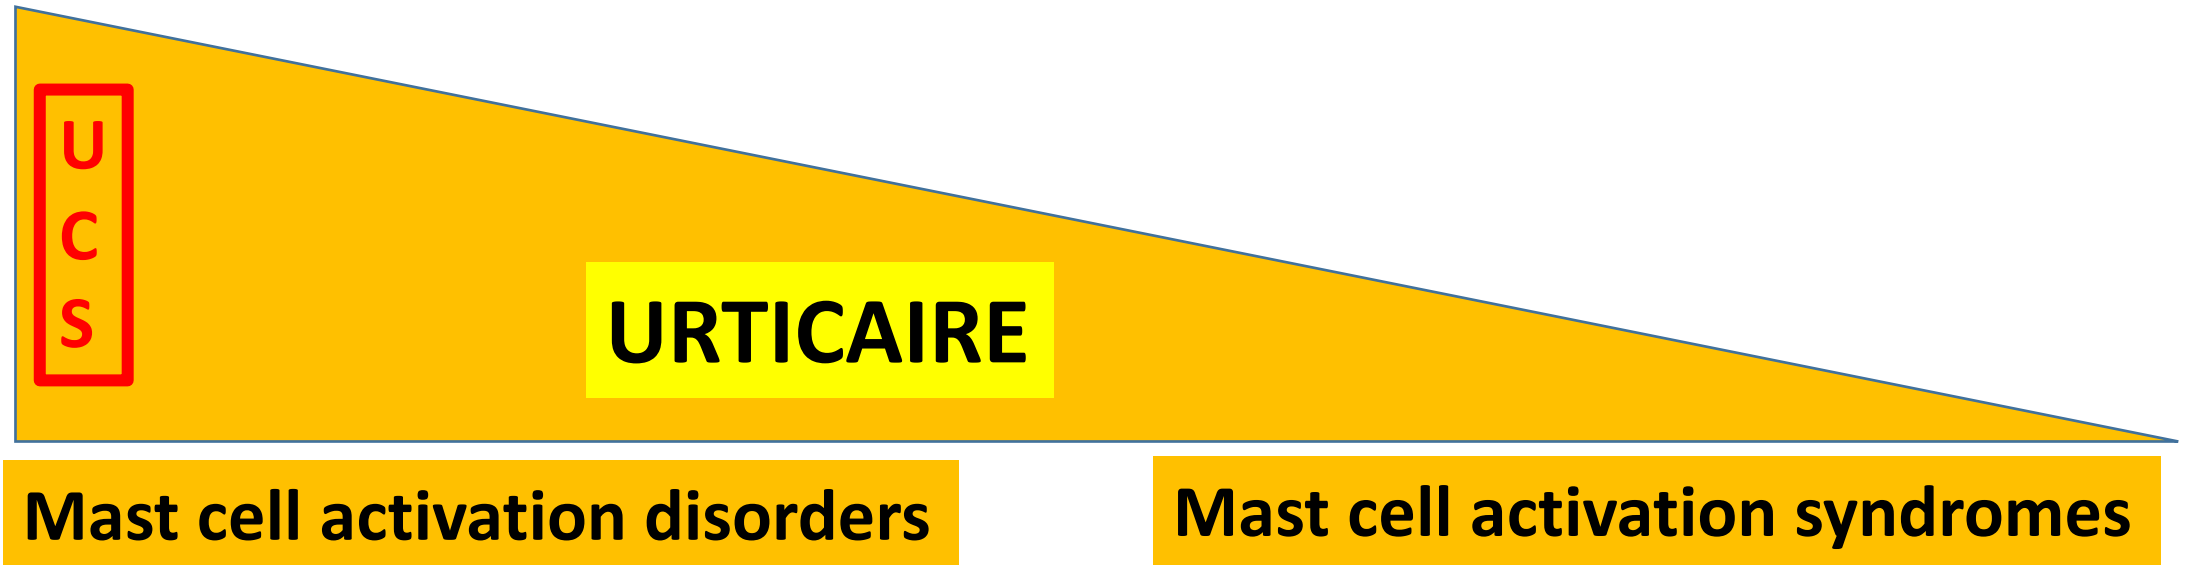 U
C
S
URTICAIRE
Mast cell activation disorders
Mast cell activation syndromes